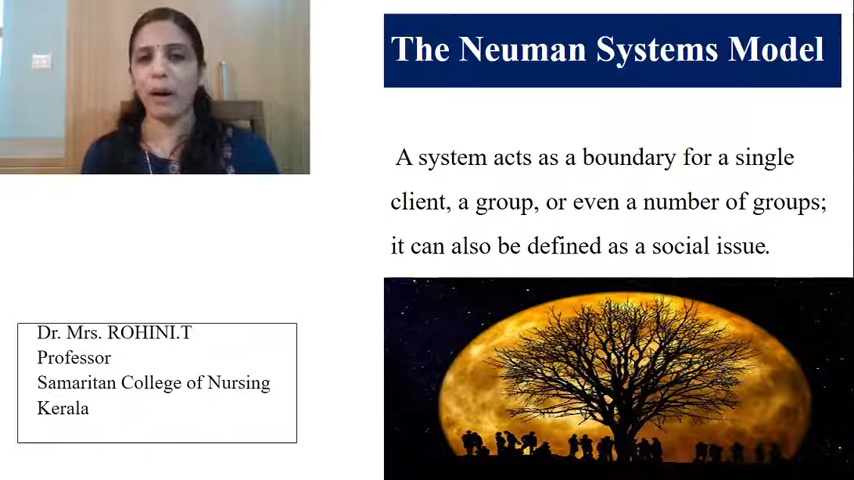 The Neuman Systems Model
A system acts as a boundary for a single
client, a group, or even a number of groups;
it can also be defined as a social issue.
Dr. Mrs. ROHINI.T
Professor
Samaritan College of Nursing
Kerala